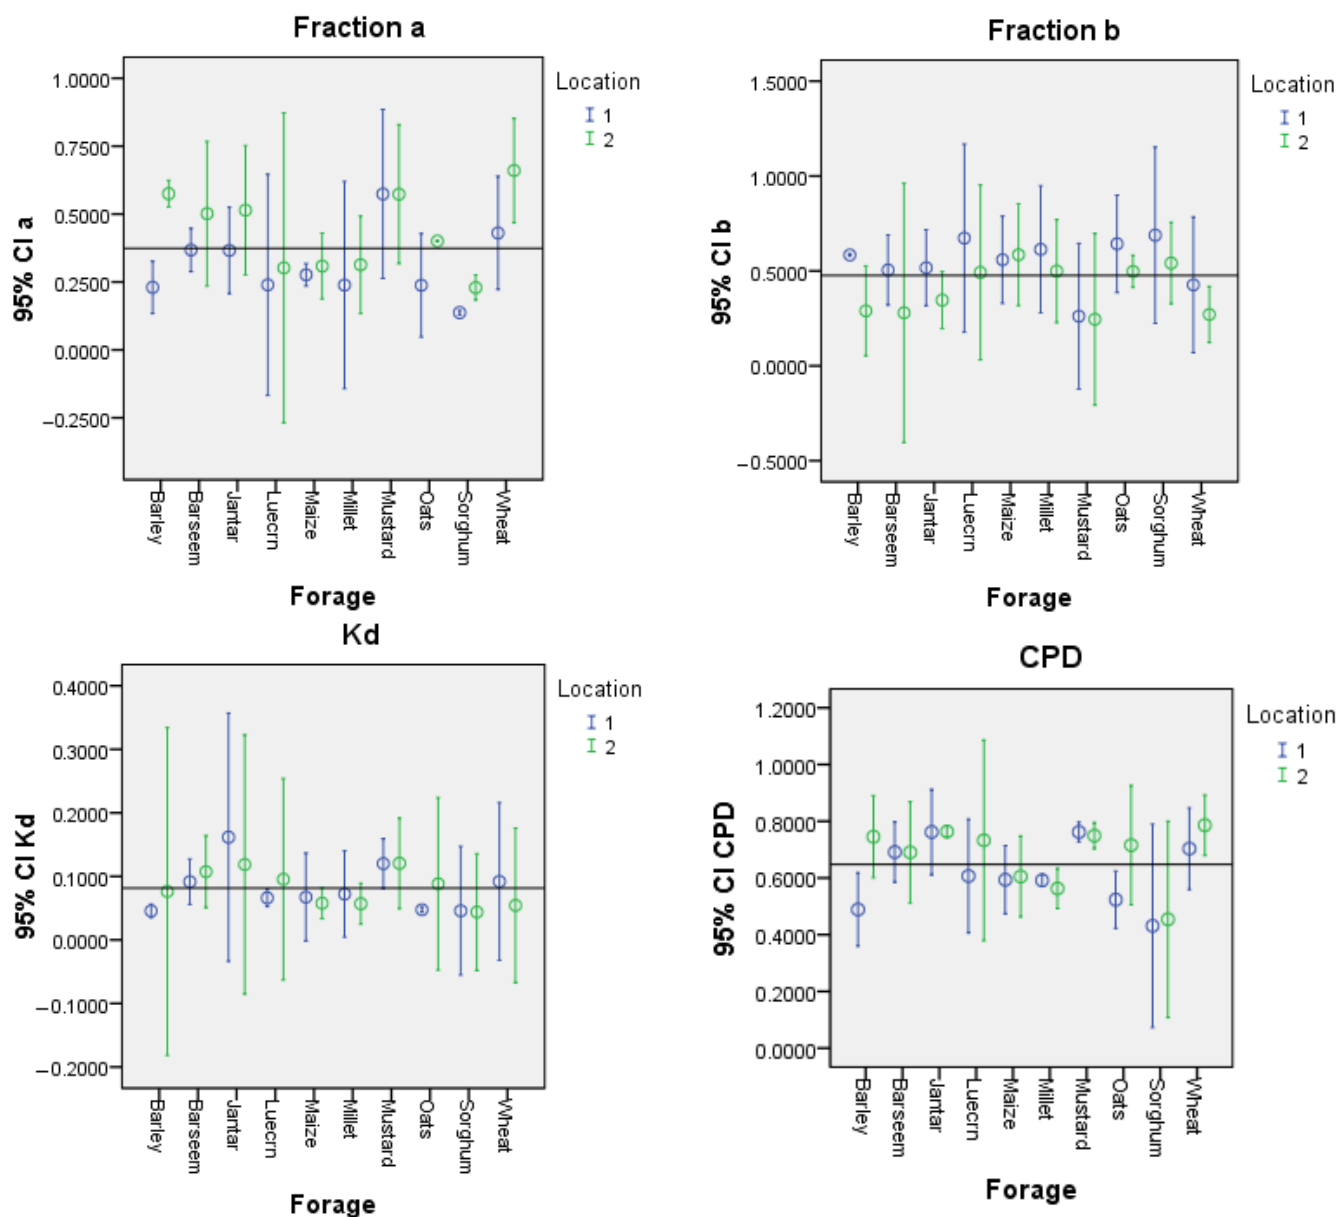 Fraction a
95% CI a
1.0000
0.7500
0.5000
0.2500
0.0000
−0.2500
Barley
Barseem
Jantar
Luecrn
Maize
Millet
Mustard
Oats
Sorghum
Wheat
Forage
Location
1
2
Fraction b
95% CI b
1.5000
1.0000
0.5000
0.0000
−0.5000
Barley
Barseem
Jantar
Luecrn
Maize
Millet
Mustard
Oats
Sorghum
Wheat
Forage
Location
1
2
Kd
95% CI Kd
0.4000
0.3000
0.2000
0.1000
0.0000
−0.1000
−0.2000
Barley
Barseem
Jantar
Luecrn
Maize
Millet
Mustard
Oats
Sorghum
Wheat
Forage
Location
1
2
CPD
95% CI CPD
1.2000
1.0000
0.8000
0.6000
0.4000
0.2000
0.0000
Barley
Barseem
Jantar
Luecrn
Maize
Millet
Mustard
Oats
Sorghum
Wheat
Forage
Location
1
2